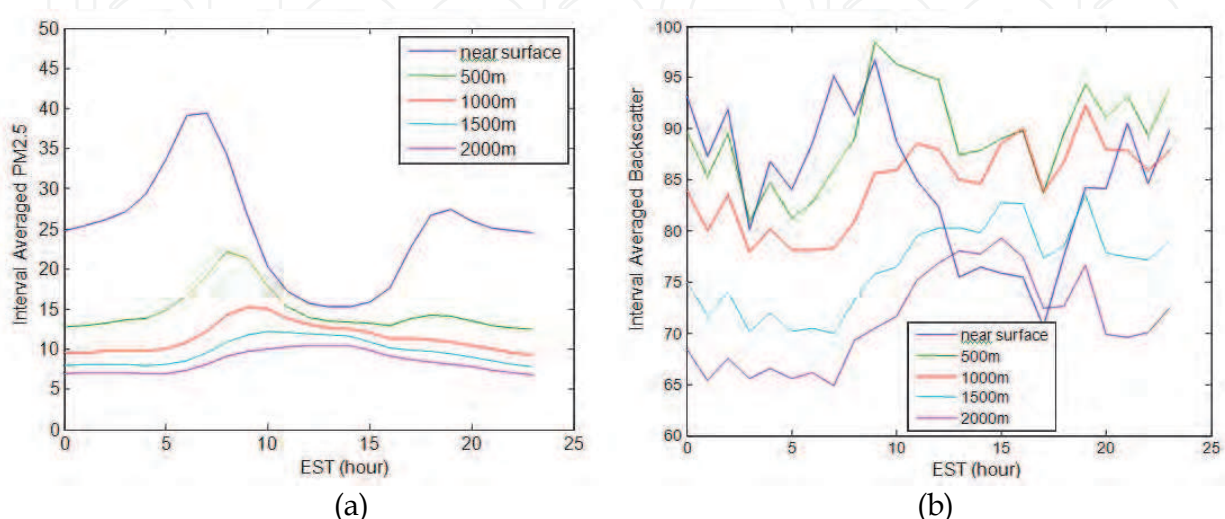 50
45
40
35
30
25
20
15
10
5
0
0 5 10 15 20 25
Interval Averaged PM2.5
EST (hour)
near surface
500m
1000m
1500m
2000m
(a)
100
95
90
85
80
75
70
65
60
0 5 10 15 20 25
Interval Averaged Backscatter
EST (hour)
near surface
500m
1000m
1500m
2000m
(b)